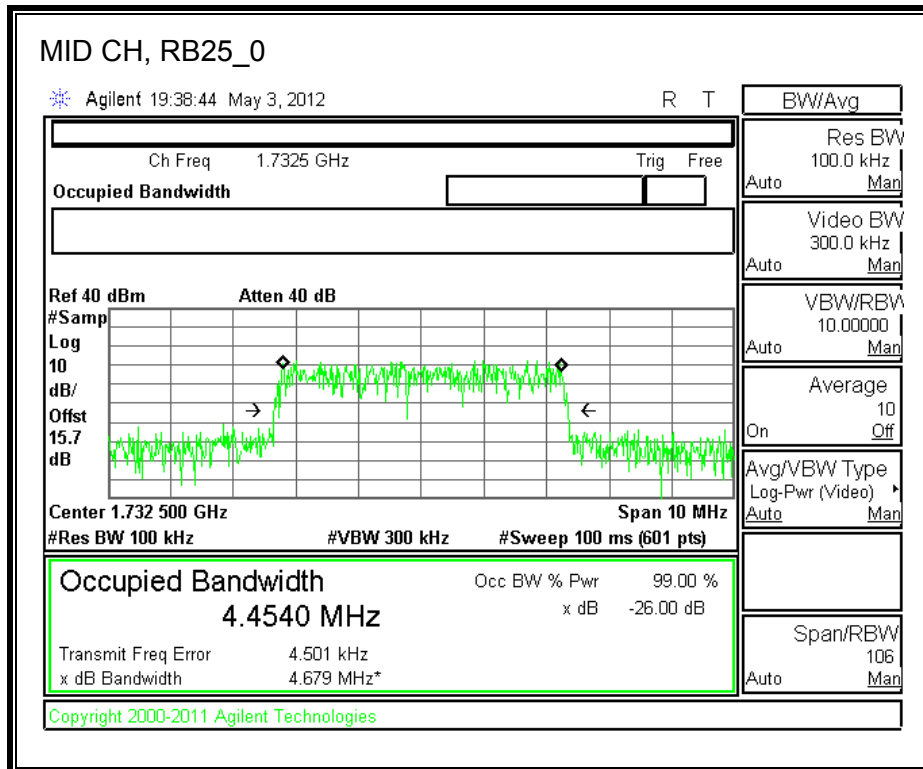 MID CH, RB25_0
Agilent 19:38:44 May 3, 2012 R T
Ch Freq 1.7325 GHz Trig Free
Occupied Bandwidth
Ref 40 dBm Atten 40 dB
#Samp
Log
10
dB/
Offst
15.7
dB
Center 1.732 500 GHz Span 10 MHz
#Res BW 100 kHz #VBW 300 kHz #Sweep 100 ms (601 pts)
Occupied Bandwidth Occ BW % Pwr 99.00 %
4.4540 MHz x dB -26.00 dB
Transmit Freq Error 4.501 kHz
x dB Bandwidth 4.679 MHz*
Copyright 2000-2011 Agilent Technologies
BW/Avg
Res BW
100.0 kHz
Auto Man
Video BW
300.0 kHz
Auto Man
VBW/RBW
10.00000
Auto Man
Average
10
On Off
Avg/VBW Type
Log-Pwr (Video)
Auto Man
Span/RBW
106
Auto Man